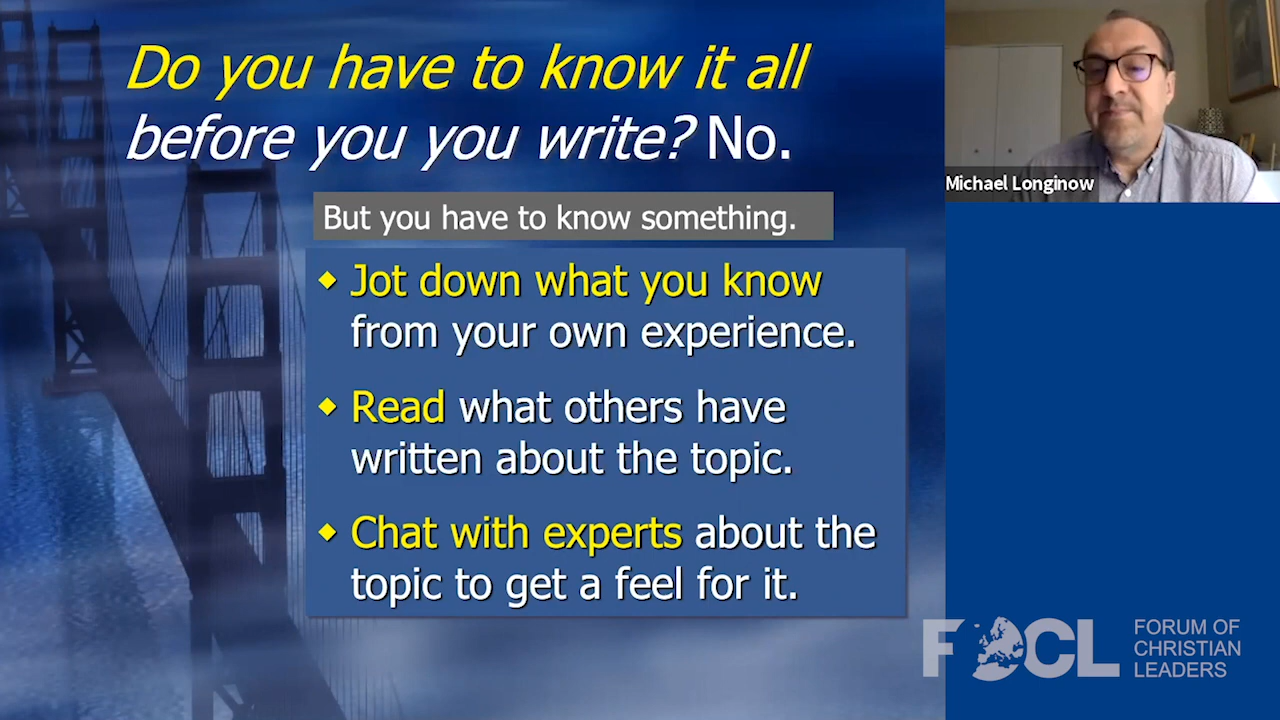 Do you have to know it all
before you you write? No.
But you have to know something.
Jot down what you know
from your own experience.
Read what others have
written about the topic.
Chat with experts about the
topic to get a feel for it.
Michael Longinow
FOCL
FORUM OF
CHRISTIAN
LEADERS